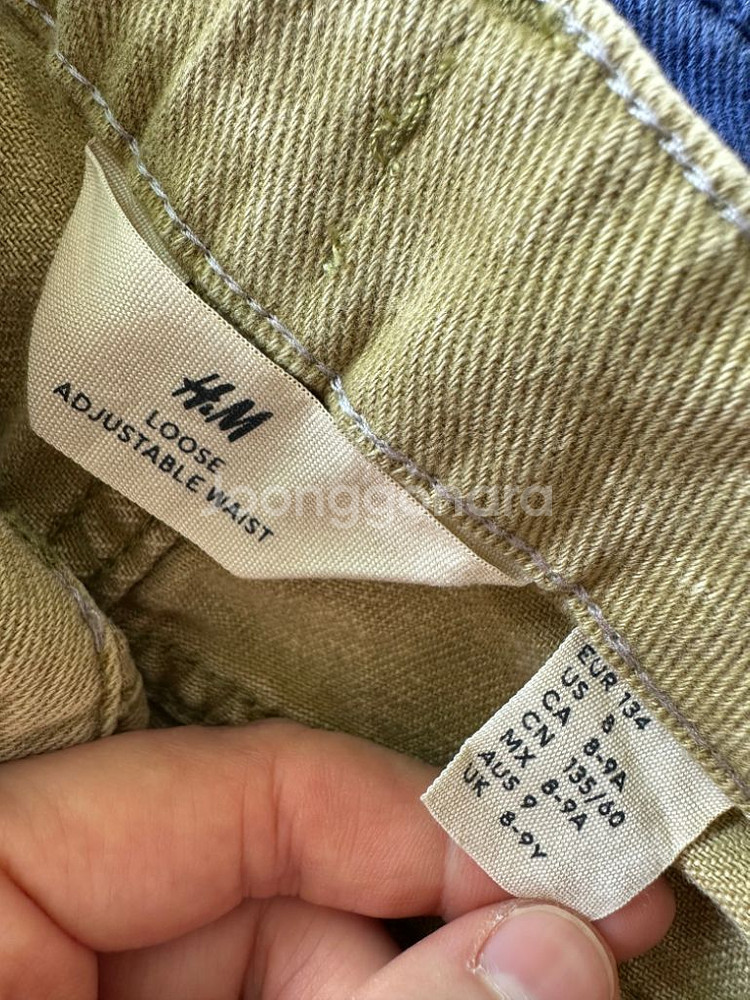 H&M
LOOSE
ADJUSTABLE WAIST
joonggonara
EUR 134
US 8
CA 8-9A
CN 135/60
MX 8-9A
AUS 9
UK 8-9Y